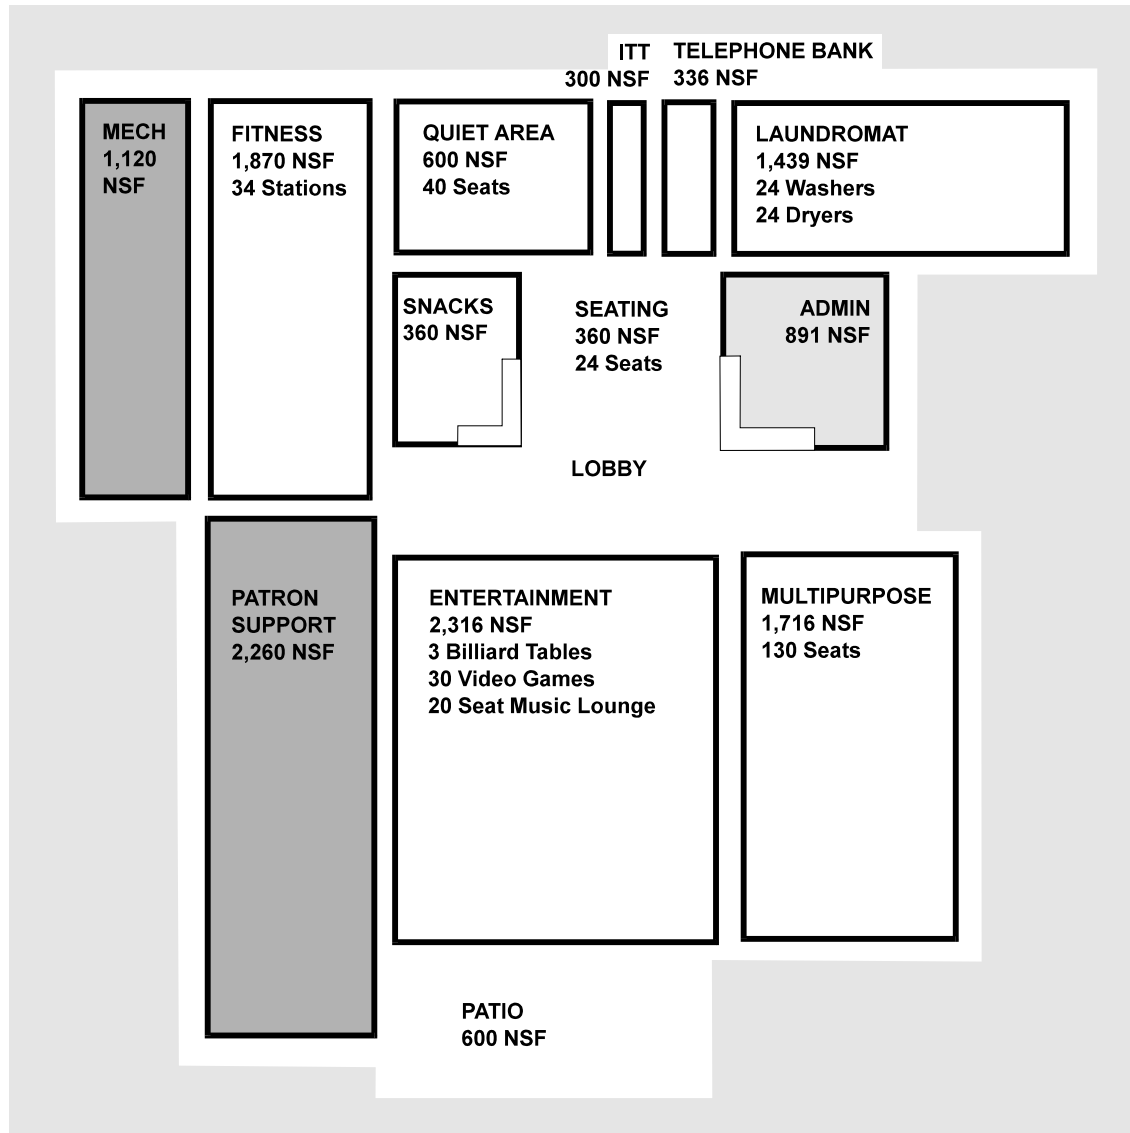 ITT
300 NSF
TELEPHONE BANK
336 NSF
MECH
1,120
NSF
FITNESS
1,870 NSF
34 Stations
QUIET AREA
600 NSF
40 Seats
LAUNDROMAT
1,439 NSF
24 Washers
24 Dryers
SNACKS
360 NSF
SEATING
360 NSF
24 Seats
ADMIN
891 NSF
LOBBY
PATRON
SUPPORT
2,260 NSF
ENTERTAINMENT
2,316 NSF
3 Billiard Tables
30 Video Games
20 Seat Music Lounge
MULTIPURPOSE
1,716 NSF
130 Seats
PATIO
600 NSF